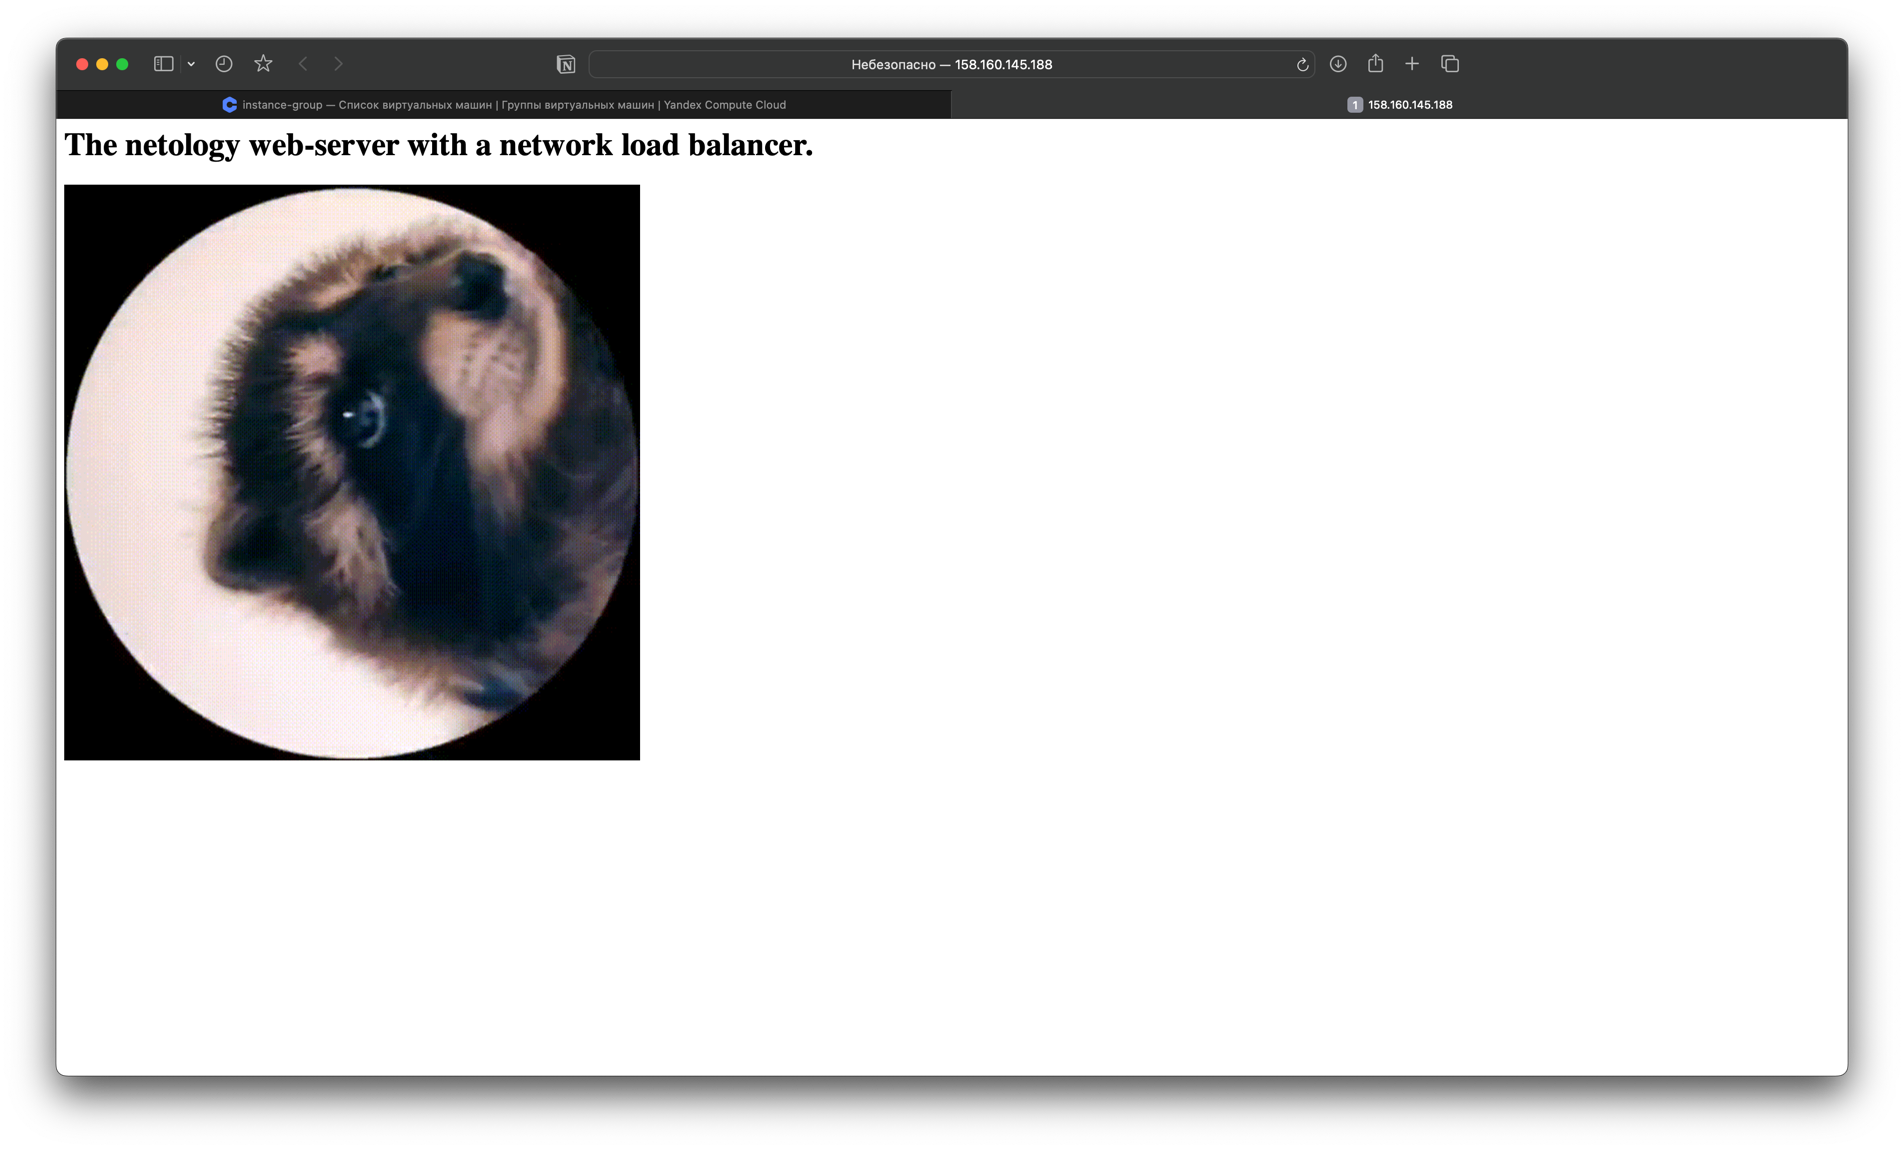 Небезопасно — 158.160.145.188
instance-group — Список виртуальных машин | Группы виртуальных машин | Yandex Compute Cloud
1 158.160.145.188
The netology web-server with a network load balancer.